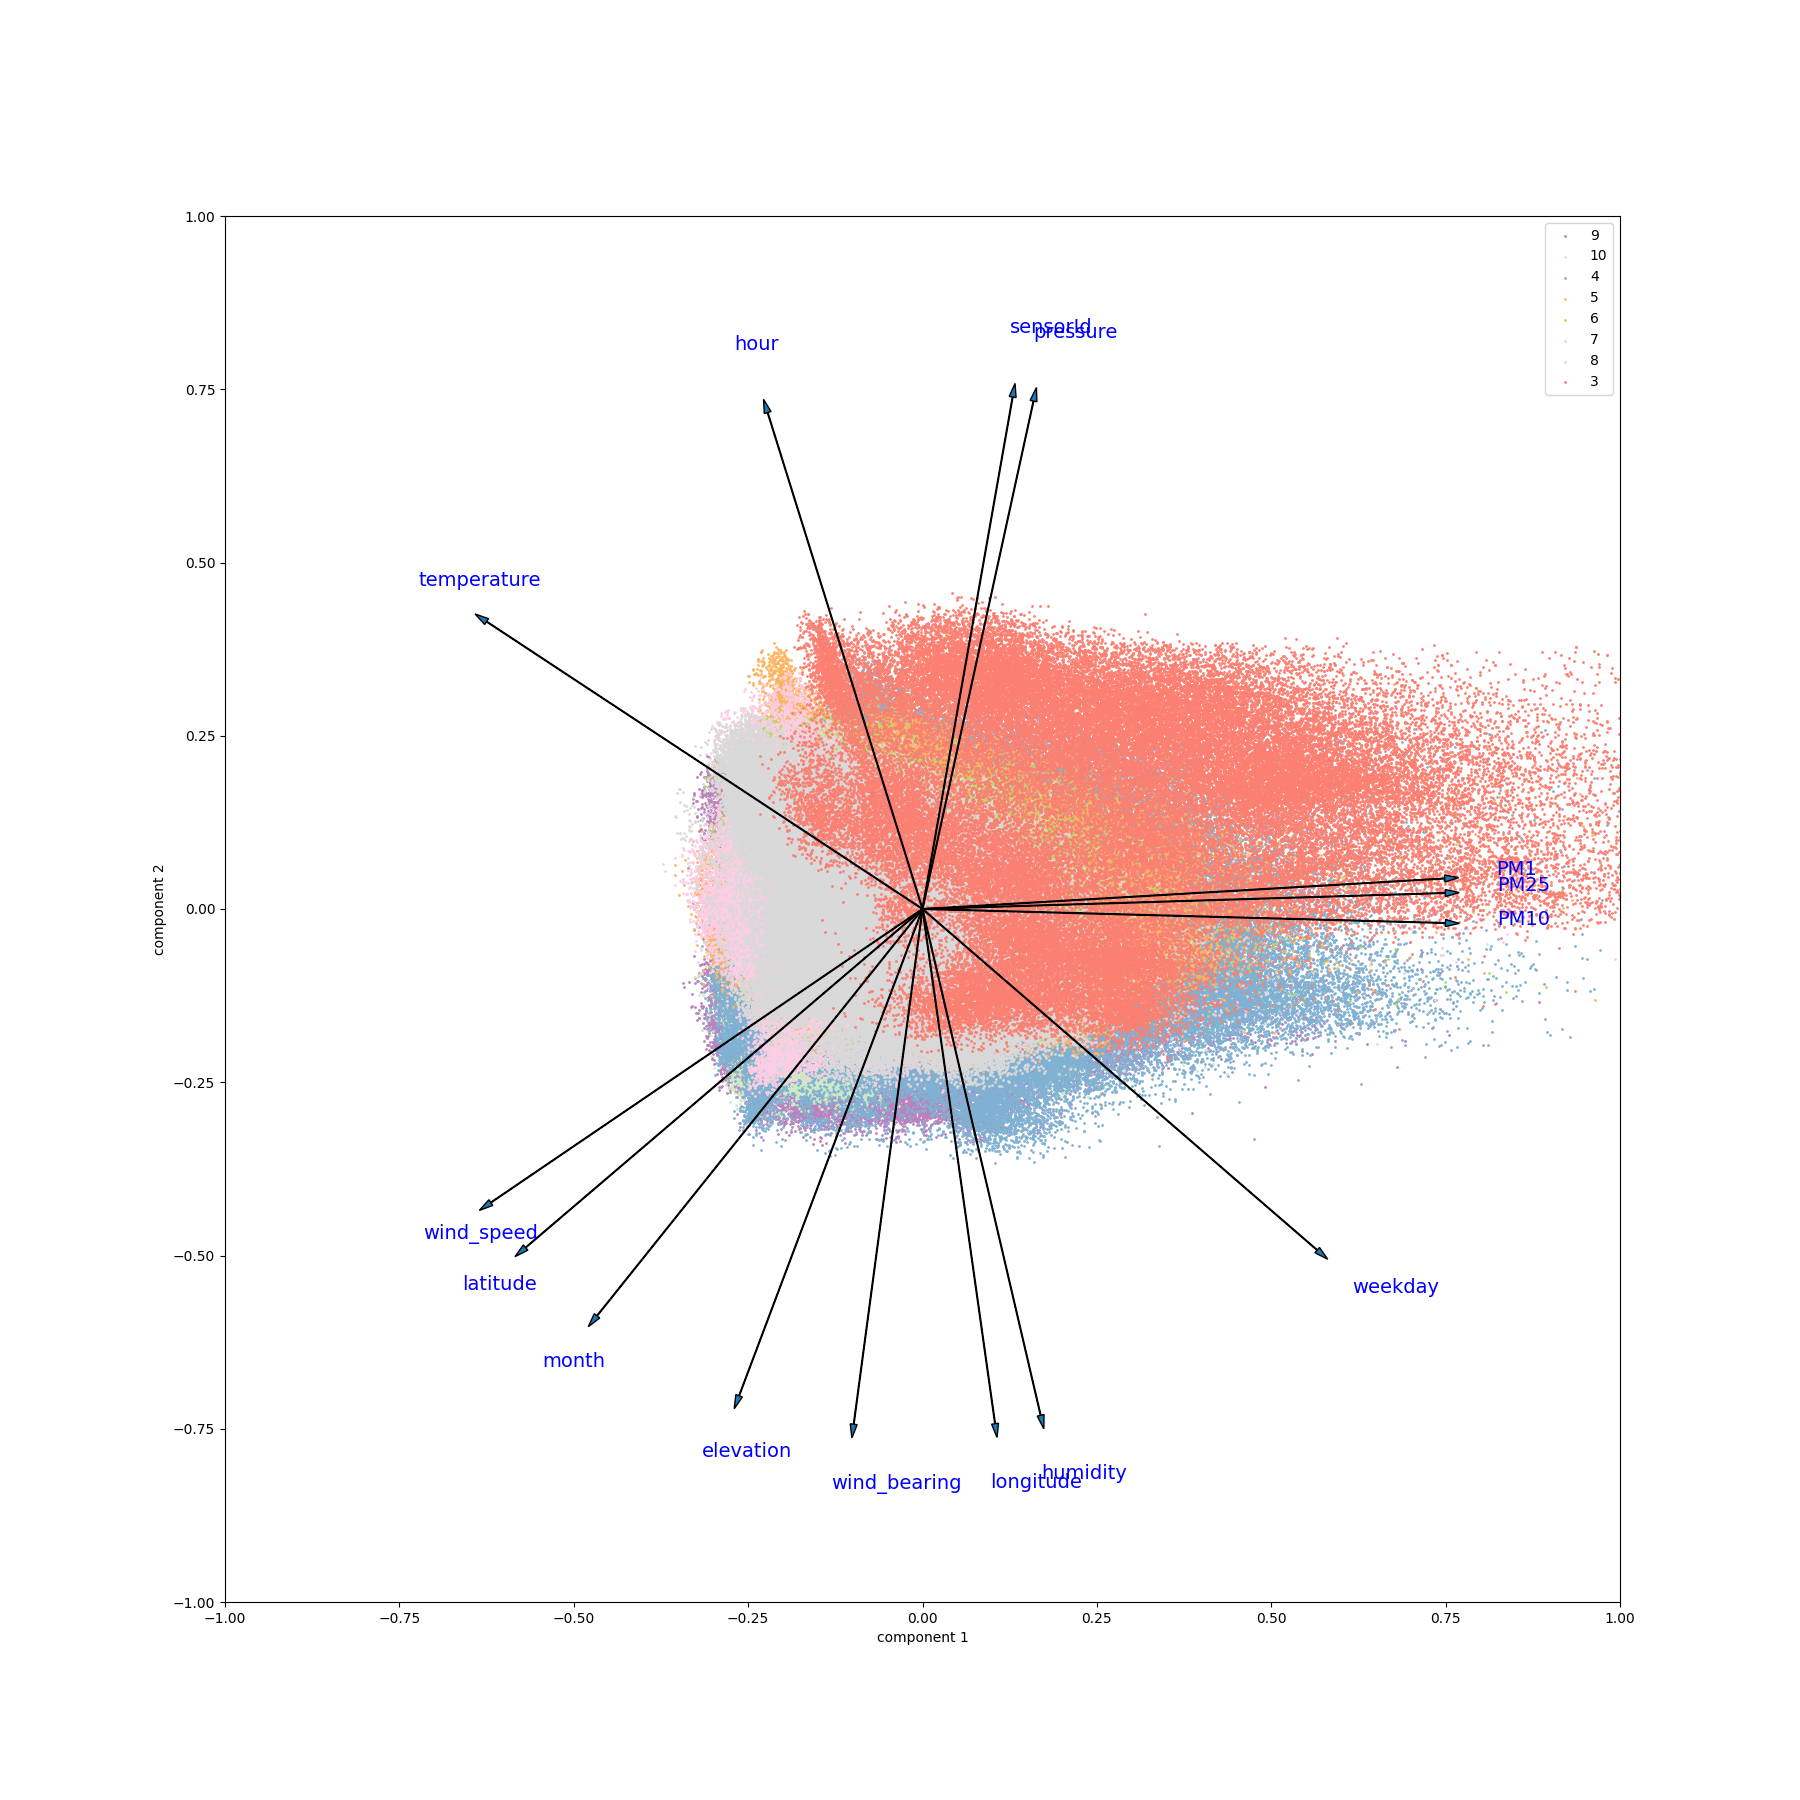 1.00
0.75
0.50
0.25
0.00
−0.25
−0.50
−0.75
−1.00
component 2
−1.00
−0.75
−0.50
−0.25
0.00
0.25
0.50
0.75
1.00
component 1
9
10
4
5
6
7
8
3
sensorId
pressure
hour
temperature
PM1
PM25
PM10
wind_speed
latitude
weekday
month
elevation
humidity
longitude
wind_bearing